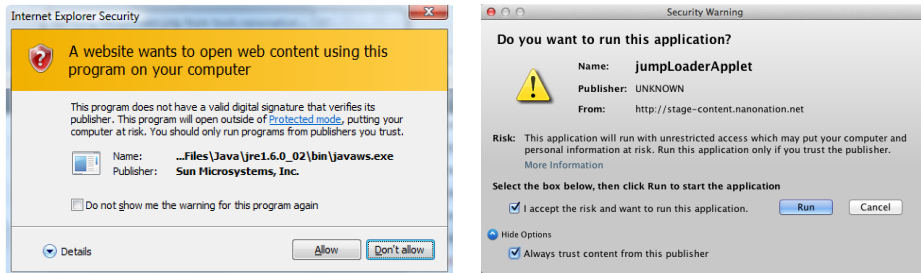 Internet Explorer Security
A website wants to open web content using this
program on your computer
This program does not have a valid digital signature that verifies its
publisher. This program will open outside of Protected mode, putting your
computer at risk. You should only run programs from publishers you trust.
Name: ...Files\Java\jre1.6.0_02\bin\javaws.exe
Publisher: Sun Microsystems, Inc.
Do not show me the warning for this program again
Details
Allow
Don't allow
Security Warning
Do you want to run this application?
Name: jumpLoaderApplet
Publisher: UNKNOWN
From: http://stage-content.nanonation.net
Risk: This application will run with unrestricted access which may put your computer and
personal information at risk. Run this application only if you trust the publisher.
More Information
Select the box below, then click Run to start the application
I accept the risk and want to run this application.
Run
Cancel
Hide Options
Always trust content from this publisher